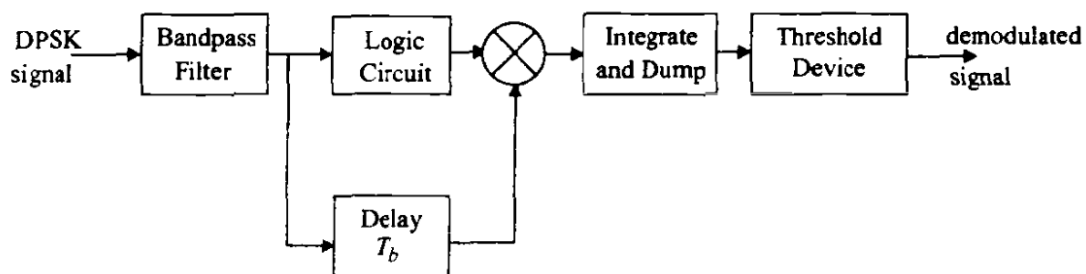 DPSK
signal
Bandpass
Filter
Logic
Circuit
Integrate
and Dump
Threshold
Device
demodulated
signal
Delay
T_b